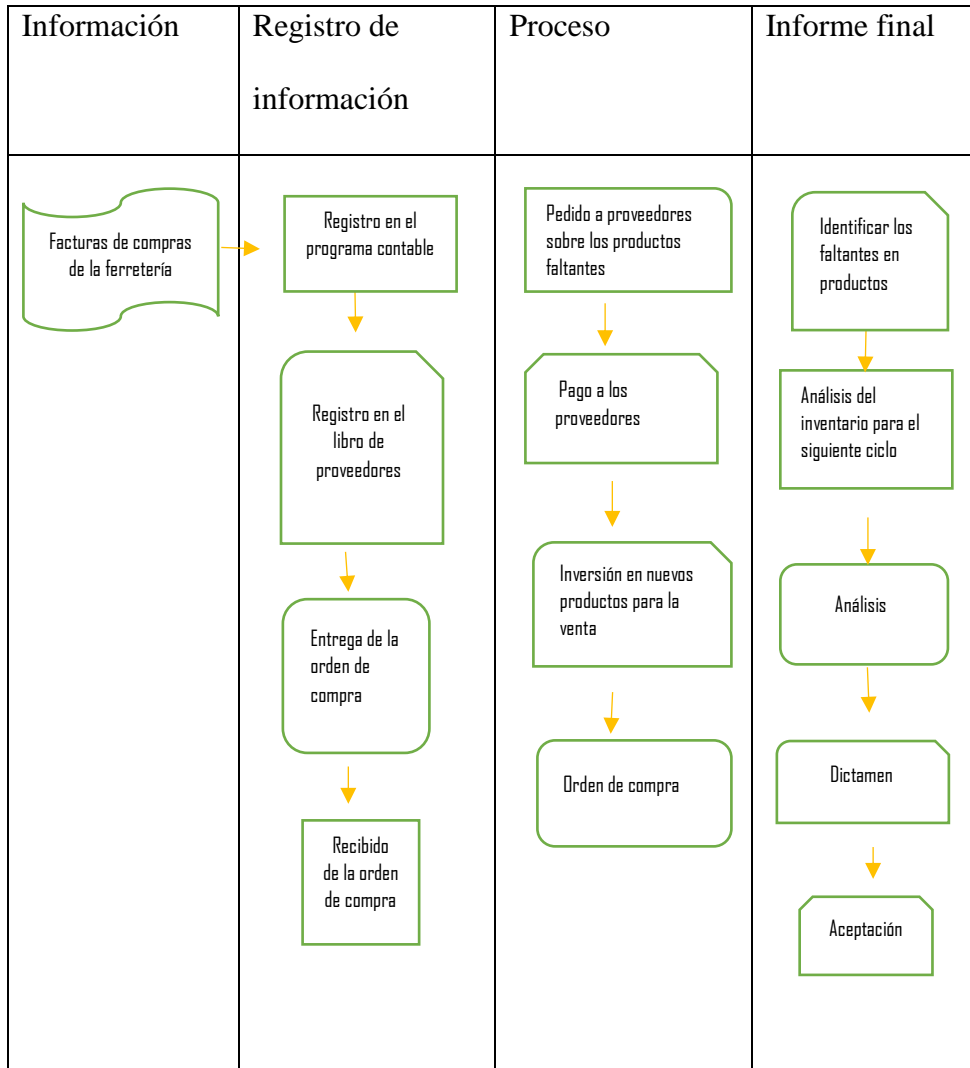 Información
Registro de
información
Proceso
Informe final
Facturas de compras
de la ferretería
Registro en el
programa contable
Registro en el
libro de
proveedores
Entrega de la
orden de
compra
Recibido
de la orden
de compra
Pedido a proveedores
sobre los productos
faltantes
Pago a los
proveedores
Inversión en nuevos
productos para la
venta
Orden de compra
Identificar los
faltantes en
productos
Análisis del
inventario para el
siguiente ciclo
Análisis
Dictamen
Aceptación